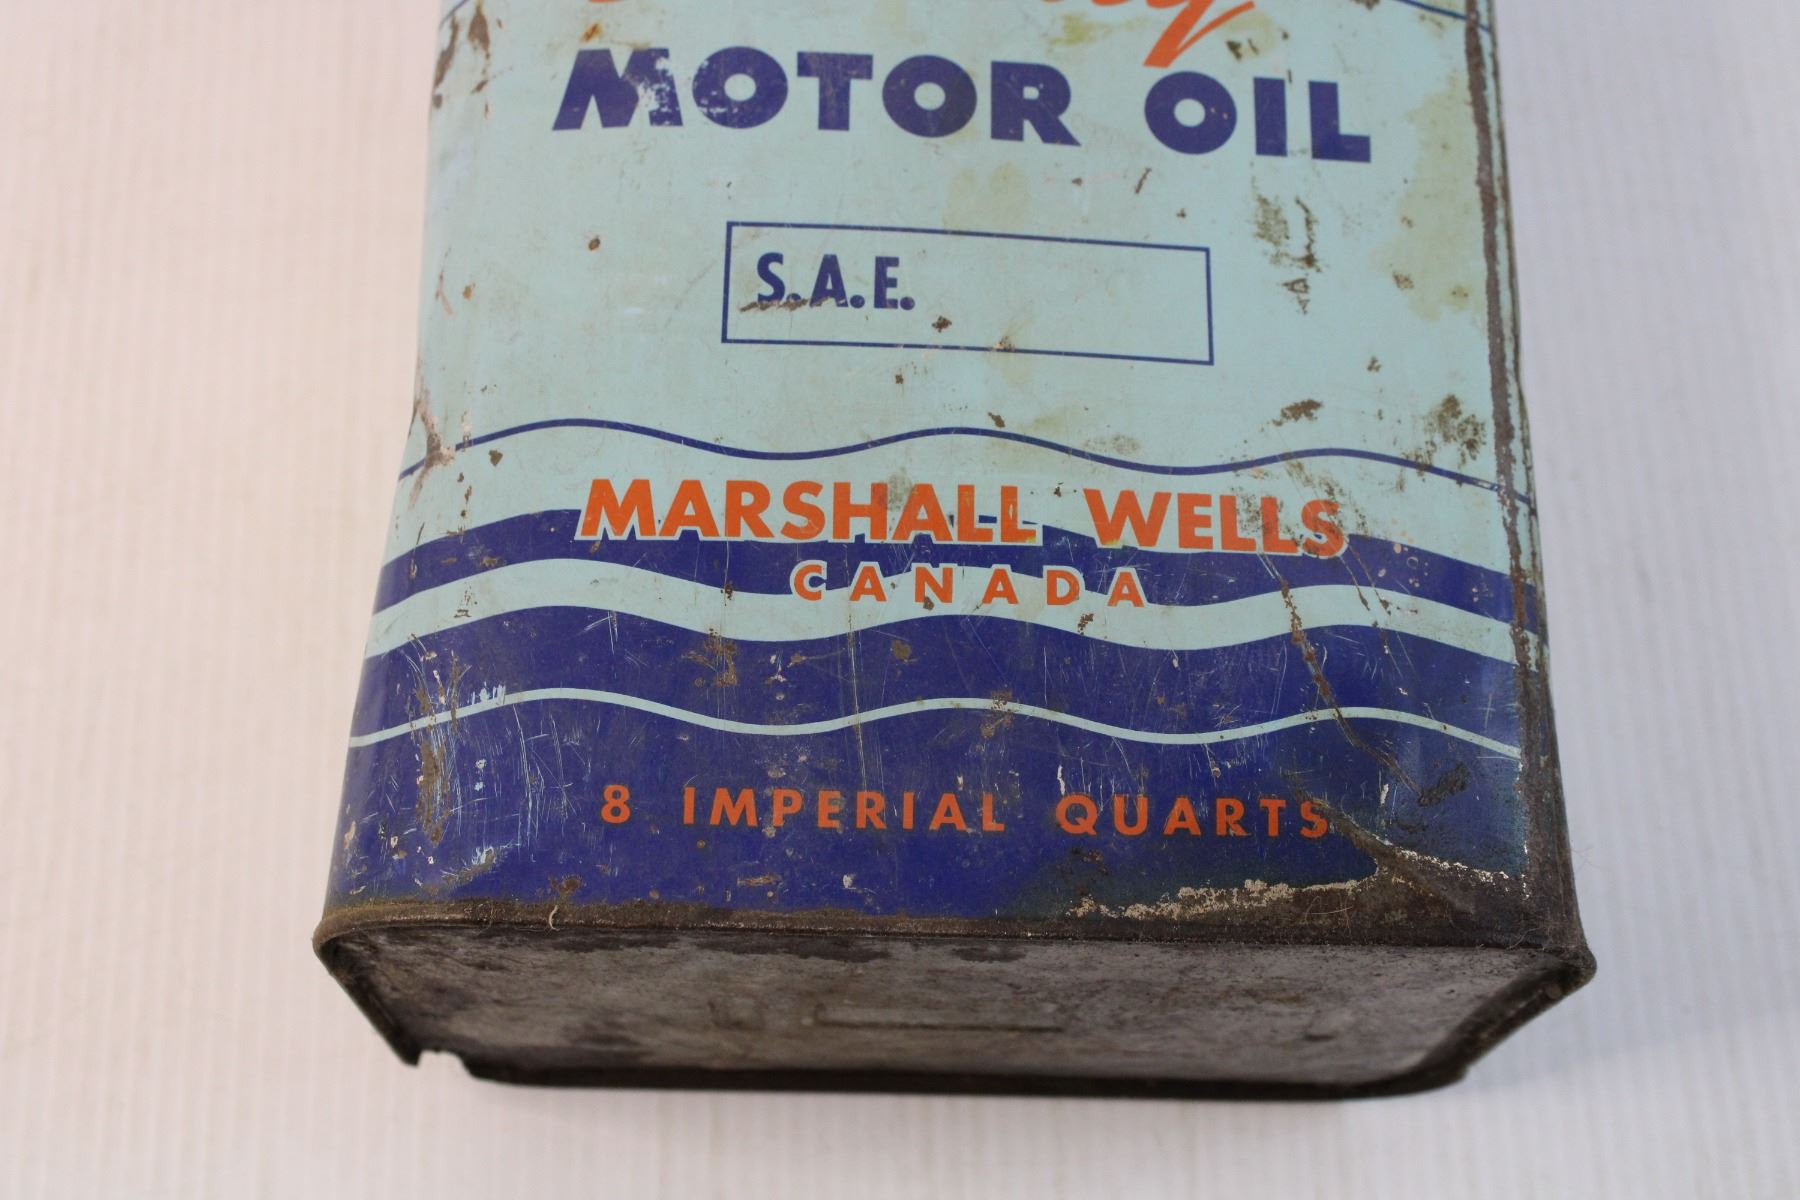 MOTOR OIL
S.A.E.
MARSHALL WELLS
CANADA
8 IMPERIAL QUARTS